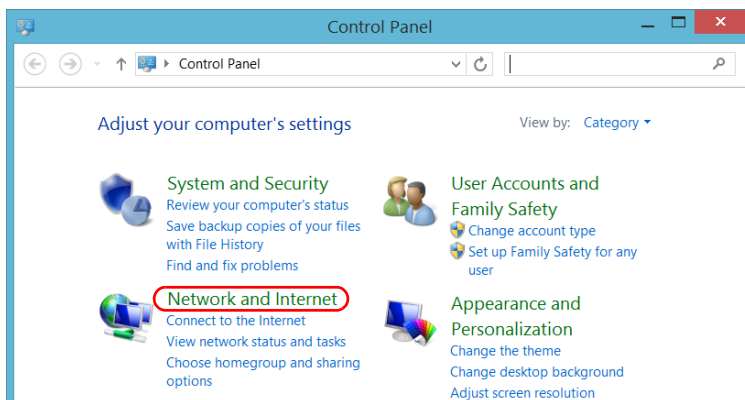 Control Panel
Control Panel
Adjust your computer's settings
View by: Category
System and Security
Review your computer's status
Save backup copies of your files
with File History
Find and fix problems
Network and Internet
Connect to the Internet
View network status and tasks
Choose homegroup and sharing
options
User Accounts and
Family Safety
Change account type
Set up Family Safety for any
user
Appearance and
Personalization
Change the theme
Change desktop background
Adjust screen resolution